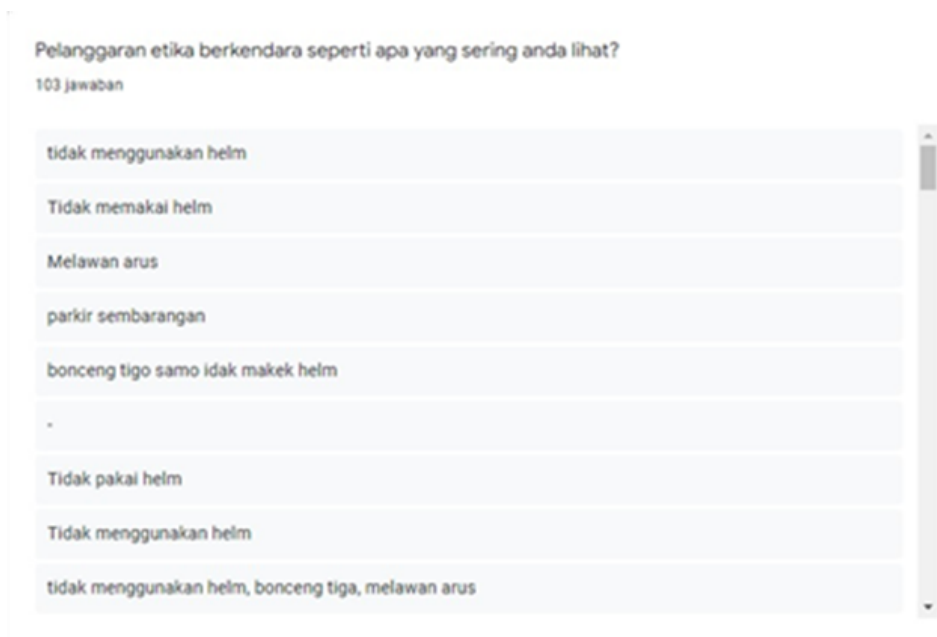 Pelanggaran etika berkendara seperti apa yang sering anda lihat?
103 jawaban
tidak menggunakan helm
Tidak memakai helm
Melawan arus
parkir sembarangan
bonceng tigo samo idak makek helm
-
Tidak pakai helm
Tidak menggunakan helm
tidak menggunakan helm, bonceng tiga, melawan arus